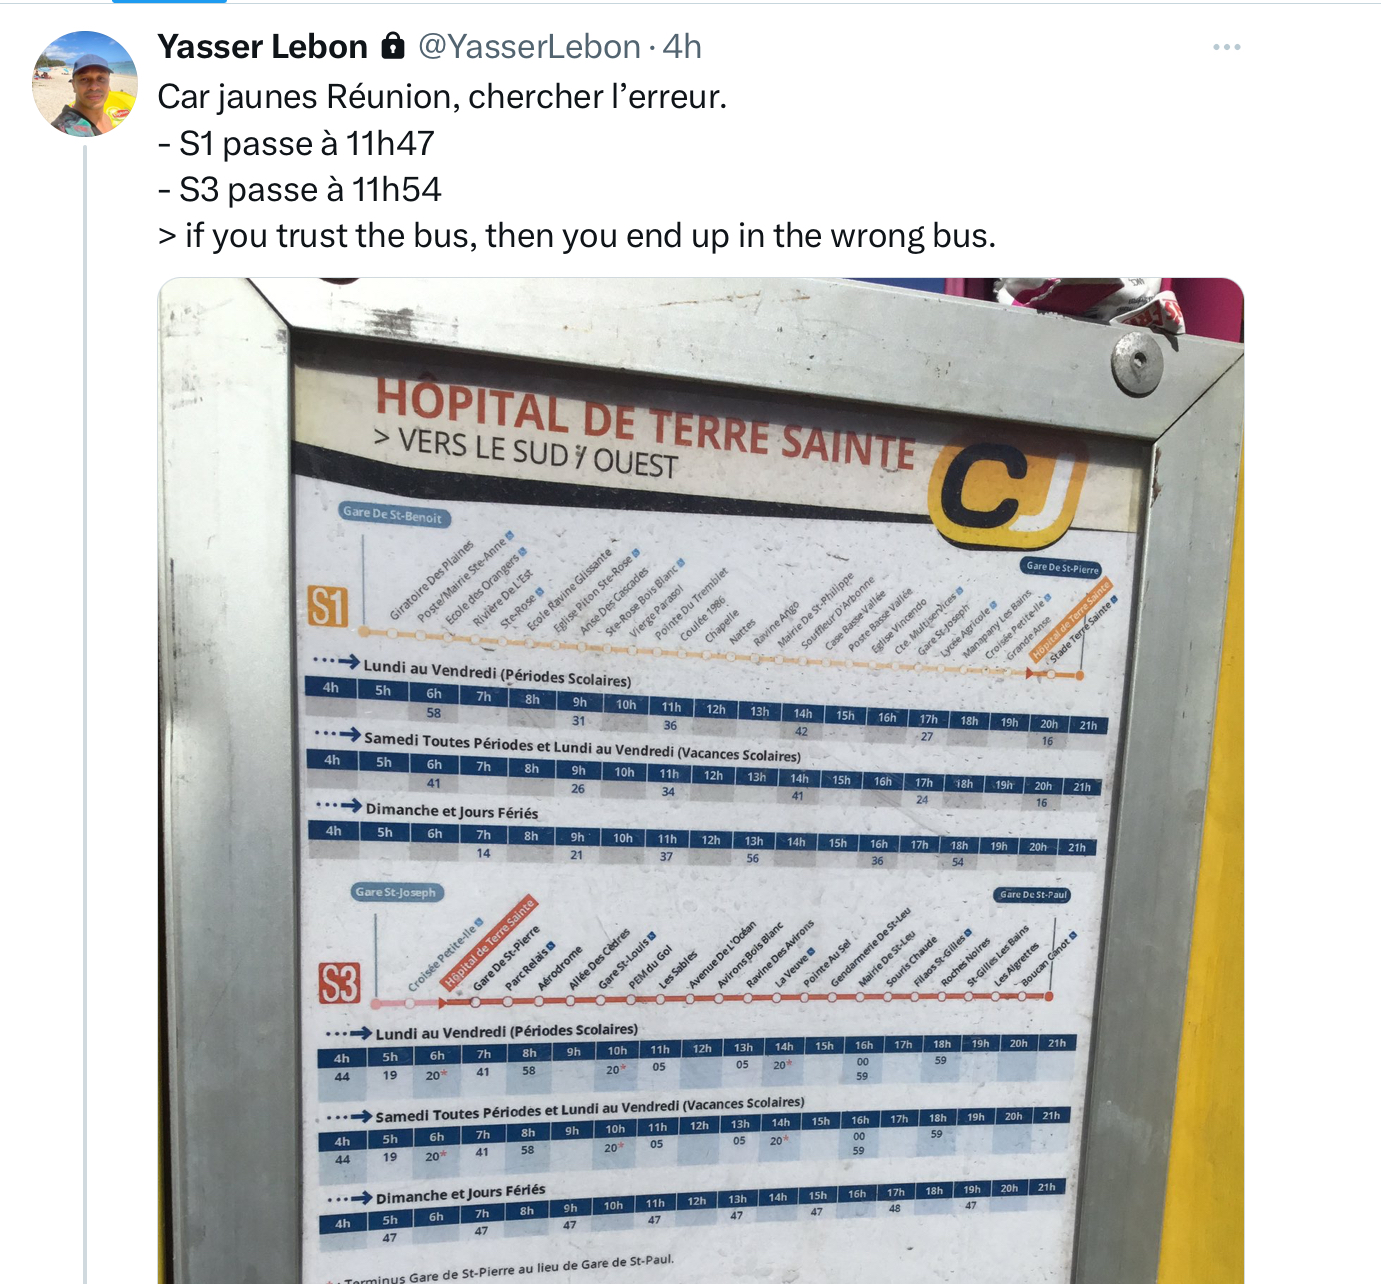 Yasser Lebon @YasserLebon · 4h
Car jaunes Réunion, chercher l’erreur.
- S1 passe à 11h47
- S3 passe à 11h54
> if you trust the bus, then you end up in the wrong bus.
HÔPITAL DE TERRE SAINTE
> VERS LE SUD / OUEST
CJ
Gare De St-Benoit
Gare De St-Pierre
S1
Giratoire Des Plaines
Poste/Mairie Ste-Anne
Ecole des Orangers
Rivière De L'Est
Ste-Rose
Ecole Ravine Glissante
Eglise Piton Ste-Rose
Anse Des Cascades
Ste-Rose Bois Blanc
Vierge Parasol
Pointe Du Tremblet
Coulée 1986
Chapelle
Nattes
Ravine Ango
Mairie De St-Philippe
Souffleur D'Arbonne
Case Basse-Vallée
Poste Basse Vallée
Eglise Vincendo
Cte. Multiservices
Gare St-Joseph
Lycée Agricole
Manapany Les Bains
Croisée Petite-Ile
Grande Anse
Hôpital de Terre Sainte
Stade Terre Sainte
Lundi au Vendredi (Périodes Scolaires)
4h 5h 6h 7h 8h 9h 10h 11h 12h 13h 14h 15h 16h 17h 18h 19h 20h 21h
58 31 36 42 27 16
Samedi Toutes Périodes et Lundi au Vendredi (Vacances Scolaires)
4h 5h 6h 7h 8h 9h 10h 11h 12h 13h 14h 15h 16h 17h 18h 19h 20h 21h
41 26 34 41 24 16
Dimanche et Jours Fériés
4h 5h 6h 7h 8h 9h 10h 11h 12h 13h 14h 15h 16h 17h 18h 19h 20h 21h
14 21 37 56 36 54
Gare St-Joseph
Gare De St-Paul
S3
Croisée Petite-Ile
Hôpital de Terre Sainte
Gare De St-Pierre
Parc Relais
Aérodrome
Allée Des Cèdres
Gare St-Louis
PEM du Gol
Les Sables
Avenue De L'Océan
Avirons Bois Blanc
Ravine Des Avirons
La Veuve
Pointe Au Sel
Gendarmerie De St-Leu
Mairie De St-Leu
Souris Chaude
Filaos St-Gilles
Roches Noires
St-Gilles Les Bains
Les Aigrettes
Boucan Canot
Lundi au Vendredi (Périodes Scolaires)
4h 5h 6h 7h 8h 9h 10h 11h 12h 13h 14h 15h 16h 17h 18h 19h 20h 21h
44 19 20* 41 58 20* 05 05 20* 00 59
59
Samedi Toutes Périodes et Lundi au Vendredi (Vacances Scolaires)
4h 5h 6h 7h 8h 9h 10h 11h 12h 13h 14h 15h 16h 17h 18h 19h 20h 21h
44 19 20* 41 58 20* 05 05 20* 00 59
59
Dimanche et Jours Fériés
4h 5h 6h 7h 8h 9h 10h 11h 12h 13h 14h 15h 16h 17h 18h 19h 20h 21h
47 47 47 47 47 47 48 47
Terminus Gare de St-Pierre au lieu de Gare de St-Paul.